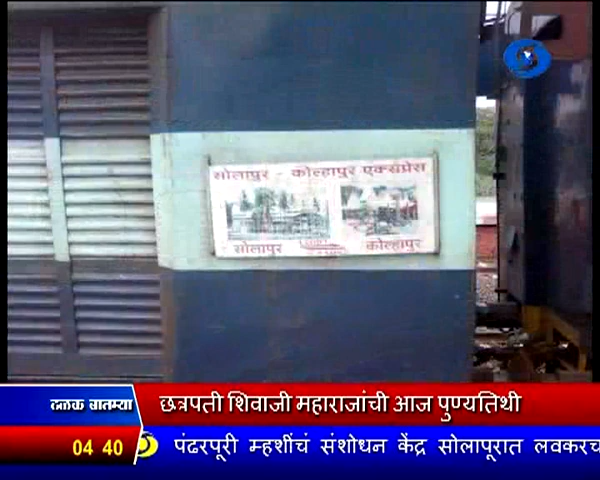 सोलापुर - कोल्हापुर एक्सप्रेस
सोलापुर
कोल्हापुर
ठळक बातम्या
छत्रपती शिवाजी महाराजांची आज पुण्यतिथी
04 40
पंढरपूरी म्हशींचं संशोधन केंद्र सोलापूरात लवकरच